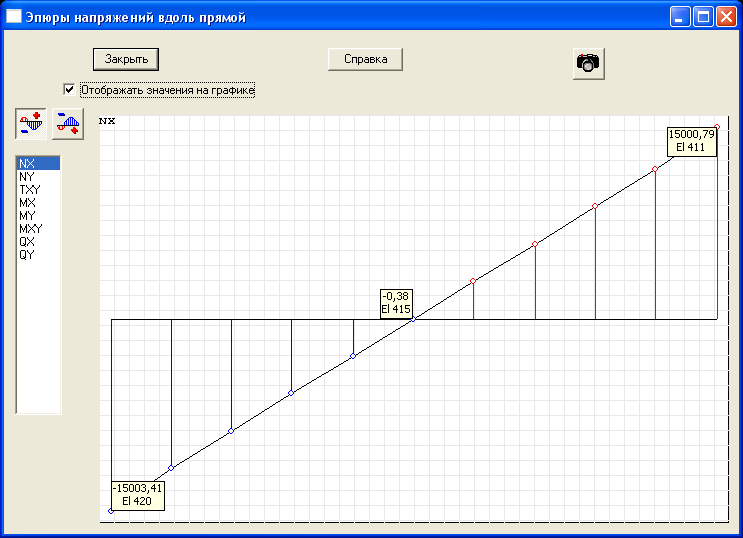 Эпюры напряжений вдоль прямой
Закрыть
Справка
Отображать значения на графике
NX
NX
NY
TXY
MX
MY
MXY
QX
QY
15000,79
El 411
-0,38
El 415
-15003,41
El 420